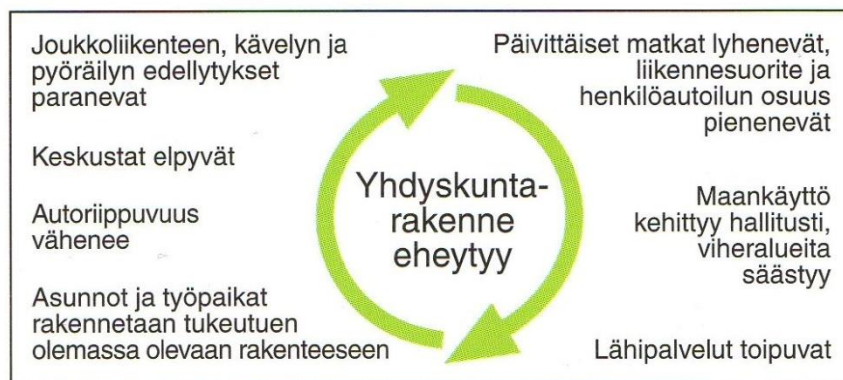 Joukkoliikenteen, kävelyn ja
pyöräilyn edellytykset
paranevat
Keskustat elpyvät
Autoriippuvuus
vähenee
Asunnot ja työpaikat
rakennetaan tukeutuen
olemassa olevaan rakenteeseen
Yhdyskunta-
rakenne
eheytyy
Päivittäiset matkat lyhenevät,
liikennesuorite ja
henkilöautoilun osuus
pienenevät
Maankäyttö
kehittyy hallitusti,
viheralueita
säästyy
Lähipalvelut toipuvat